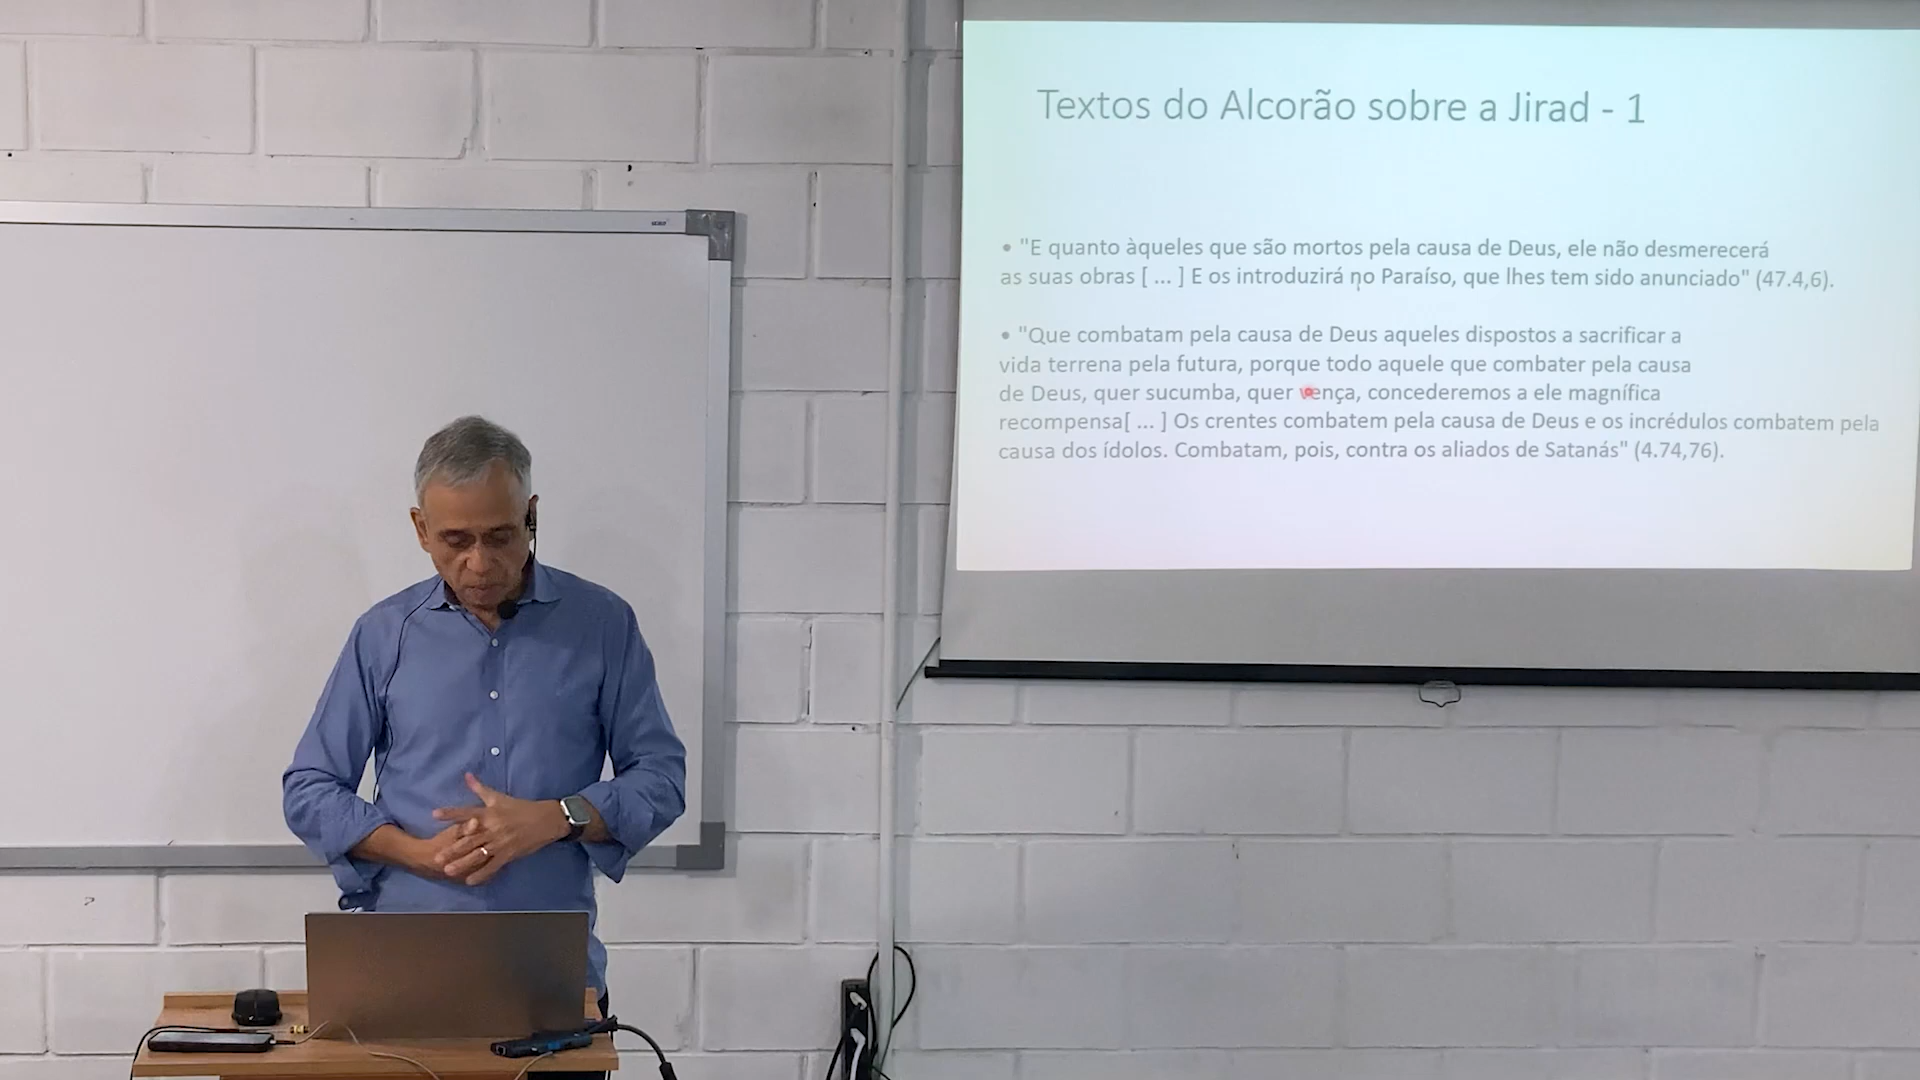 Textos do Alcorão sobre a Jirad - 1
• "E quanto àqueles que são mortos pela causa de Deus, ele não desmerecerá
as suas obras [ ... ] E os introduzirá no Paraíso, que lhes tem sido anunciado" (47.4,6).
• "Que combatam pela causa de Deus aqueles dispostos a sacrificar a
vida terrena pela futura, porque todo aquele que combater pela causa
de Deus, quer sucumba, quer vença, concederemos a ele magnífica
recompensa[ ... ] Os crentes combatem pela causa de Deus e os incrédulos combatem pela
causa dos ídolos. Combatam, pois, contra os aliados de Satanás" (4.74,76).